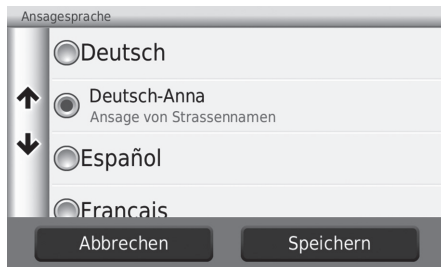 Ansagesprache
Deutsch
Deutsch-Anna
Ansage von Strassennamen
Español
Français
Abbrechen
Speichern